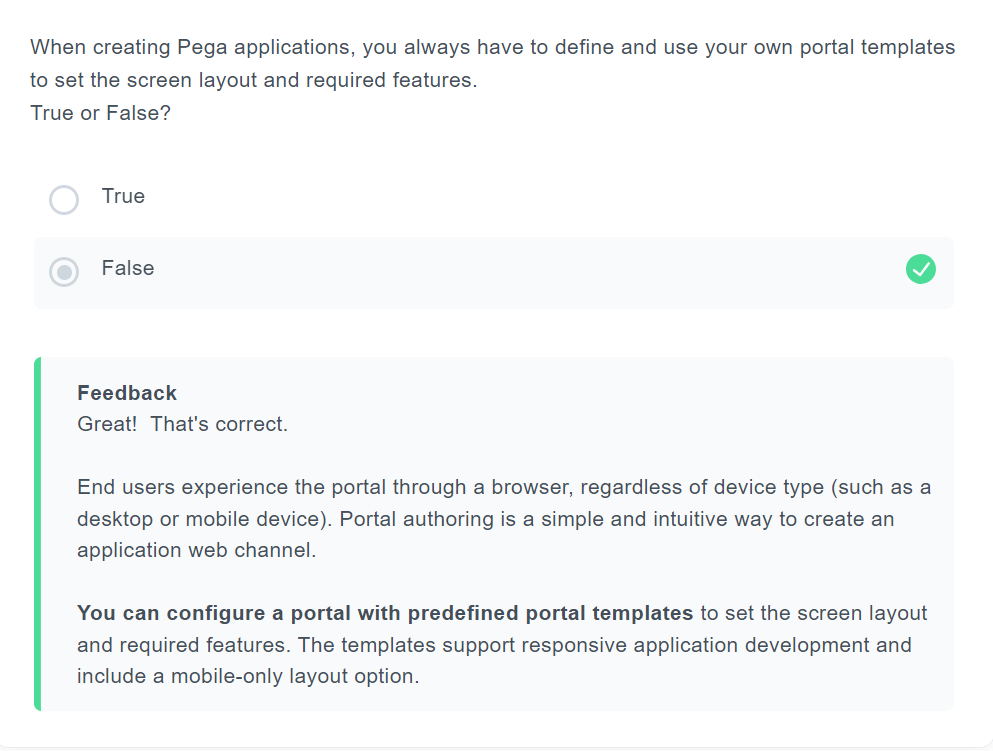 When creating Pega applications, you always have to define and use your own portal templates
to set the screen layout and required features.
True or False?
True
False
Feedback
Great!  That's correct.
End users experience the portal through a browser, regardless of device type (such as a
desktop or mobile device). Portal authoring is a simple and intuitive way to create an
application web channel.
You can configure a portal with predefined portal templates to set the screen layout
and required features. The templates support responsive application development and
include a mobile-only layout option.